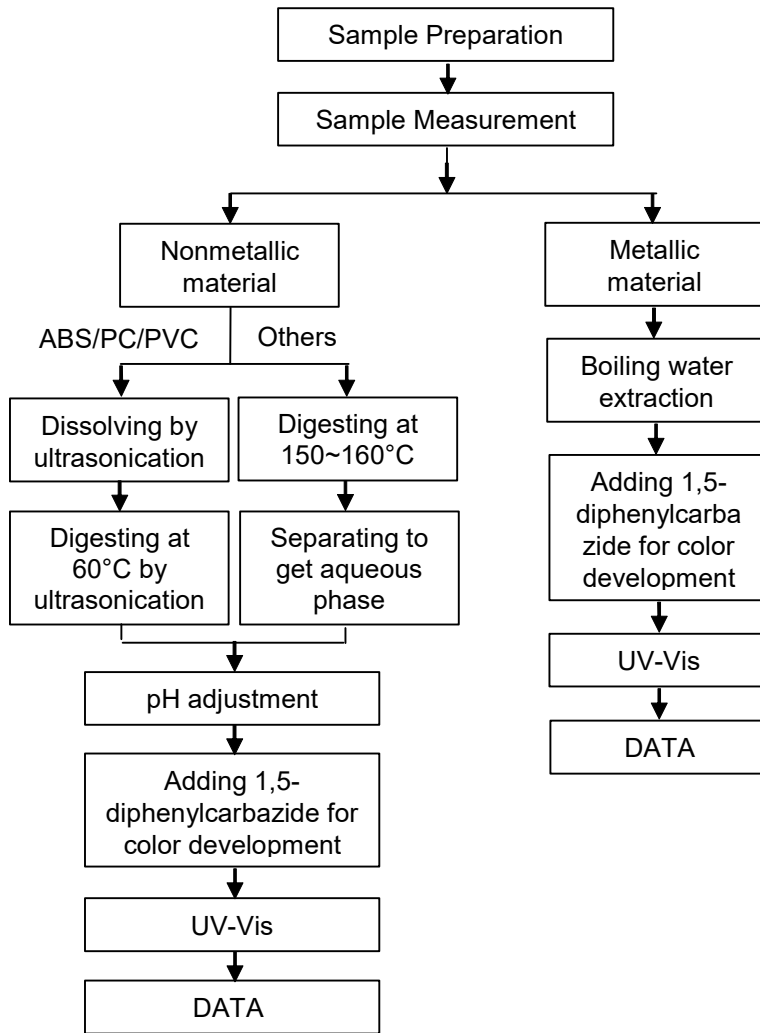 Sample Preparation
Sample Measurement
Nonmetallic
material
Metallic
material
ABS/PC/PVC
Others
Boiling water
extraction
Dissolving by
ultrasonication
Digesting at
150~160°C
Adding 1,5-
diphenylcarba
zide for color
development
Digesting at
60°C by
ultrasonication
Separating to
get aqueous
phase
UV-Vis
pH adjustment
DATA
Adding 1,5-
diphenylcarbazide for
color development
UV-Vis
DATA